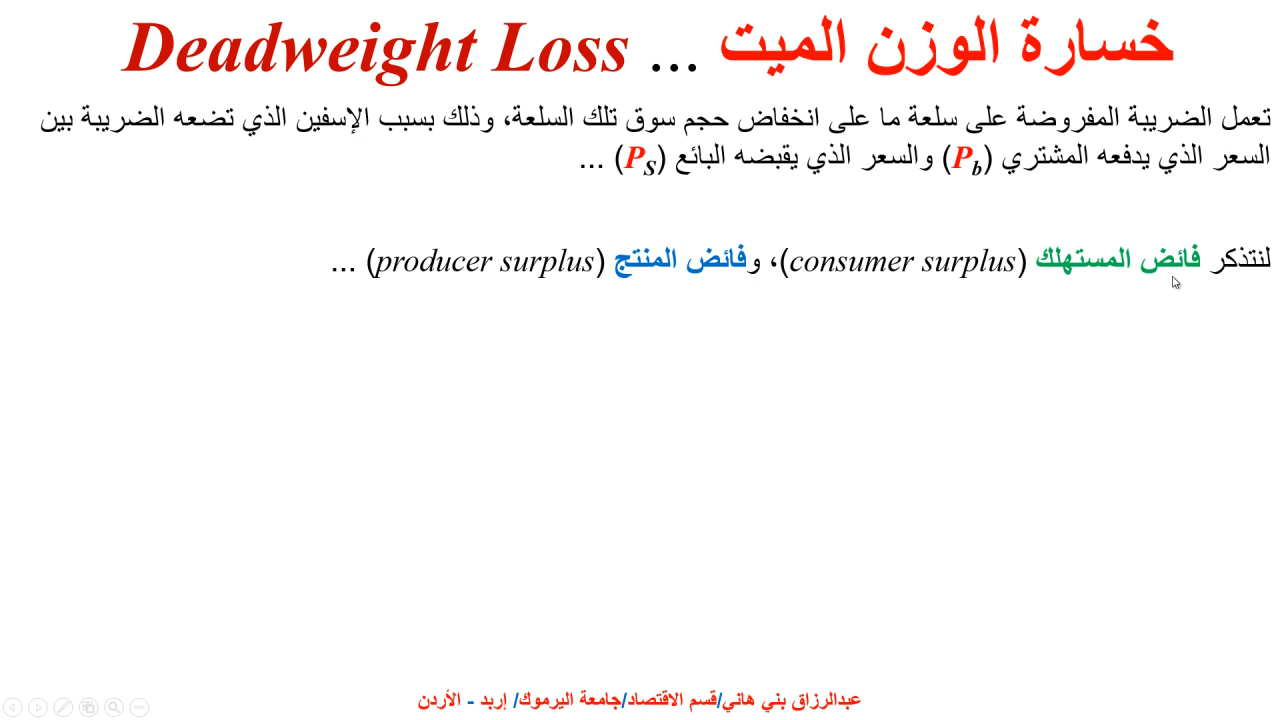 خسارة الوزن الميت ... Deadweight Loss
تعمل الضريبة المفروضة على سلعة ما على انخفاض حجم سوق تلك السلعة، وذلك بسبب الإسفين الذي تضعه الضريبة بين
السعر الذي يدفعه المشتري (Pb) والسعر الذي يقبضه البائع (PS) ...
لنتذكر فائض المستهلك (consumer surplus)، وفائض المنتج (producer surplus) ...
عبدالرزاق بني هاني/قسم الاقتصاد/جامعة اليرموك/ إربد - الأردن